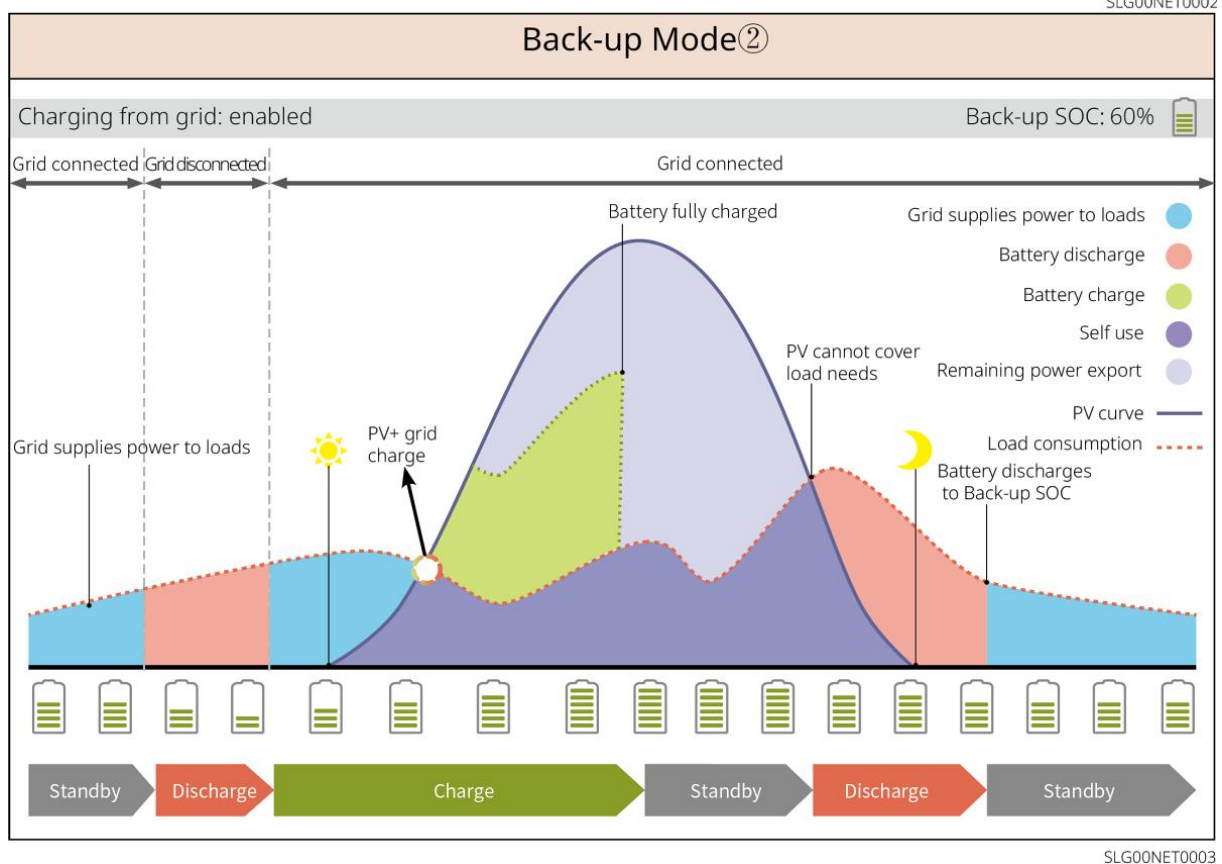 SLG00NET0002
Back-up Mode②
Charging from grid: enabled
Back-up SOC: 60%
Grid connected
Grid disconnected
Grid connected
Battery fully charged
Grid supplies power to loads
Battery discharge
Battery charge
Self use
Remaining power export
PV curve
Load consumption
PV cannot cover
load needs
Grid supplies power to loads
PV+ grid
charge
Battery discharges
to Back-up SOC
Standby
Discharge
Charge
Standby
Discharge
Standby
SLG00NET0003